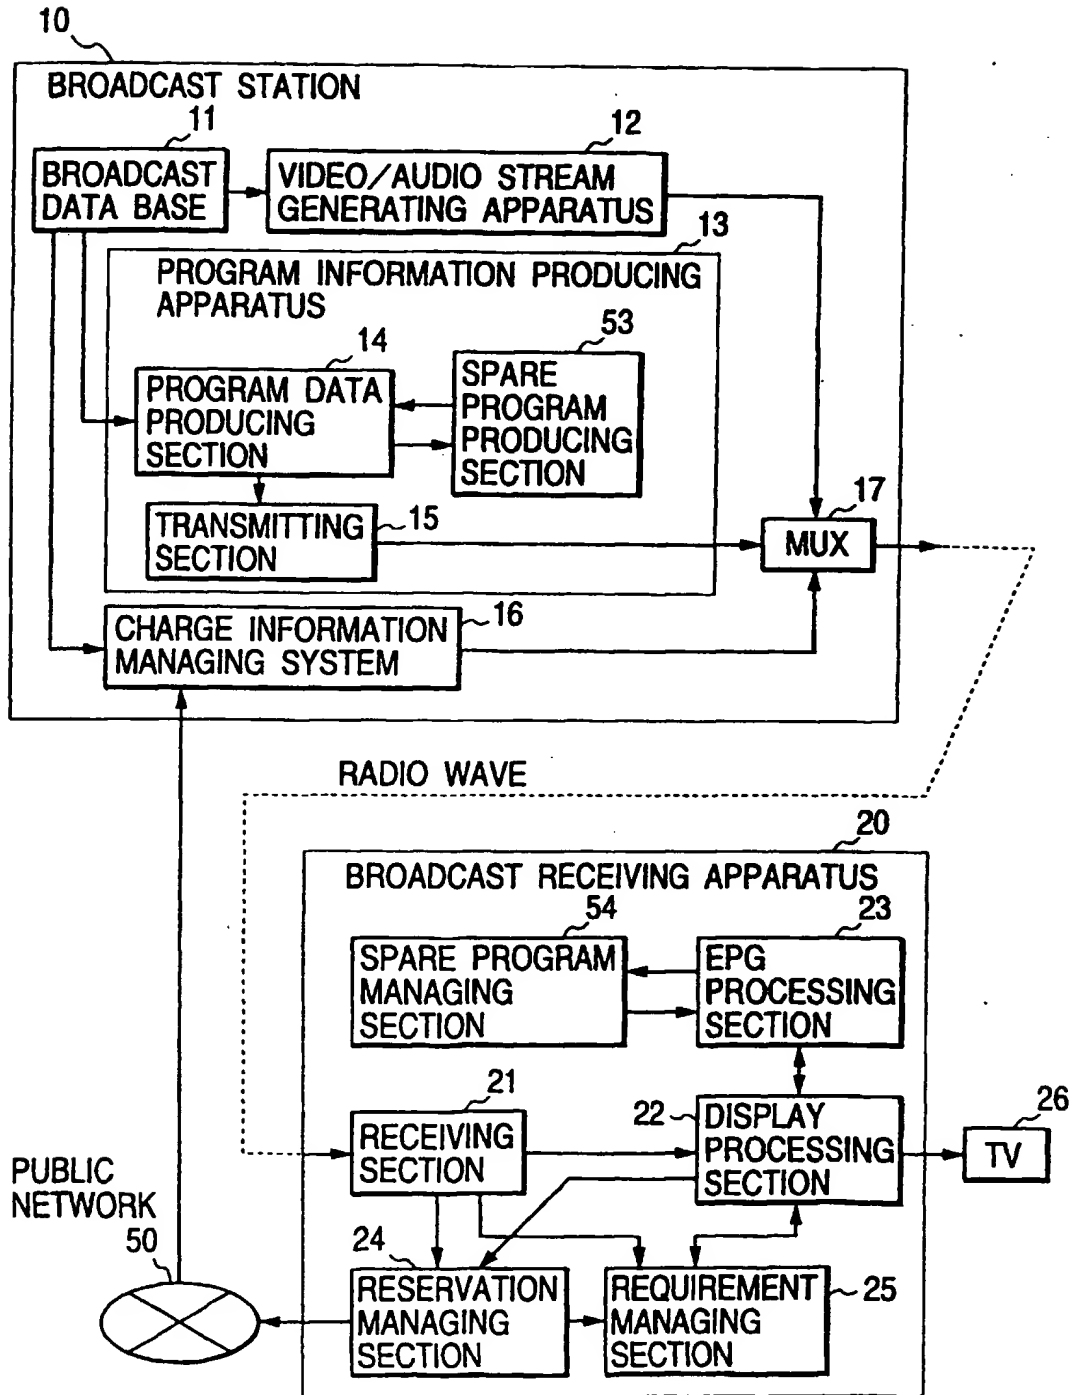 10
BROADCAST STATION
11
12
BROADCAST
DATA BASE
VIDEO/AUDIO STREAM
GENERATING APPARATUS
13
PROGRAM INFORMATION PRODUCING
APPARATUS
14
53
PROGRAM DATA
PRODUCING
SECTION
SPARE
PROGRAM
PRODUCING
SECTION
15
TRANSMITTING
SECTION
17
MUX
16
CHARGE INFORMATION
MANAGING SYSTEM
RADIO WAVE
20
BROADCAST RECEIVING APPARATUS
54
23
SPARE PROGRAM
MANAGING
SECTION
EPG
PROCESSING
SECTION
21
22
RECEIVING
SECTION
DISPLAY
PROCESSING
SECTION
26
TV
PUBLIC
NETWORK
50
24
RESERVATION
MANAGING
SECTION
REQUIREMENT
MANAGING
SECTION
25